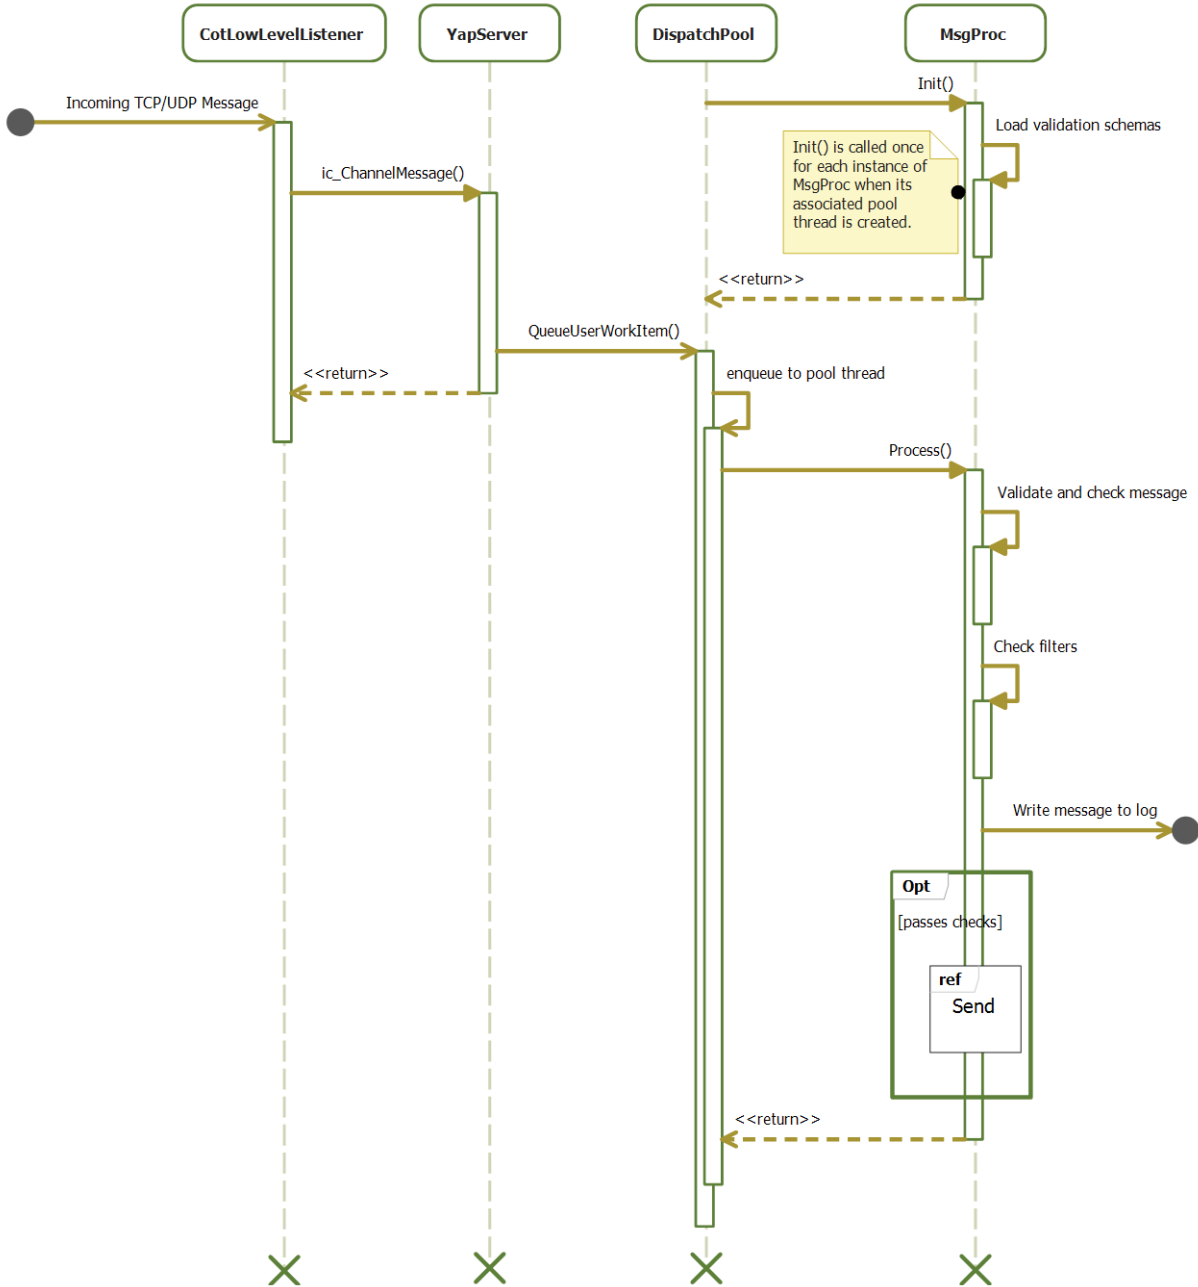 CotLowLevelListener
YapServer
DispatchPool
MsgProc
Init()
Incoming TCP/UDP Message
Load validation schemas
Init() is called once
for each instance of
MsgProc when its
associated pool
thread is created.
ic_ChannelMessage()
<<return>>
QueueUserWorkItem()
<<return>>
enqueue to pool thread
Process()
Validate and check message
Check filters
Write message to log
Opt
[passes checks]
ref
Send
<<return>>